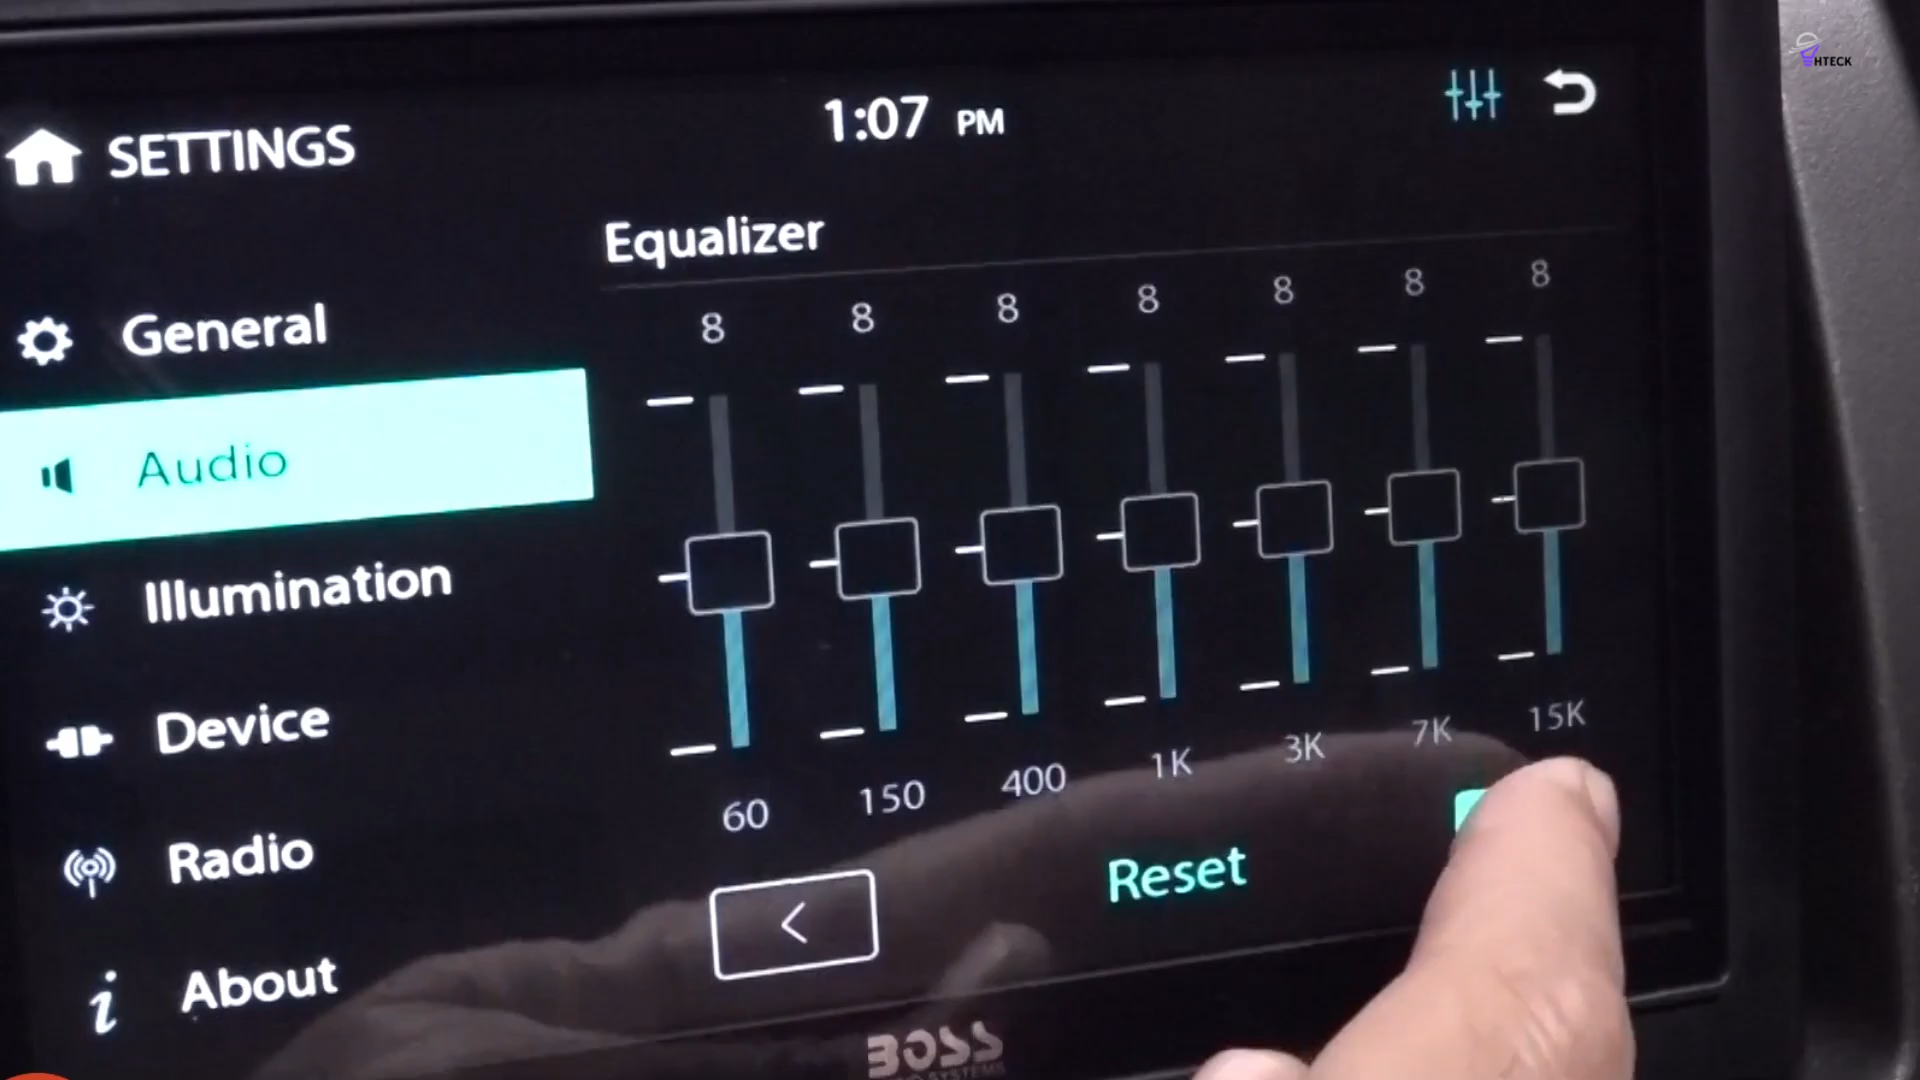 HTECK
1:07 PM
SETTINGS
Equalizer
General
Audio
Illumination
Device
Radio
i About
8 8 8 8 8 8 8
60 150 400 1K 3K 7K 15K
< Reset
BOSS
SYSTEMS